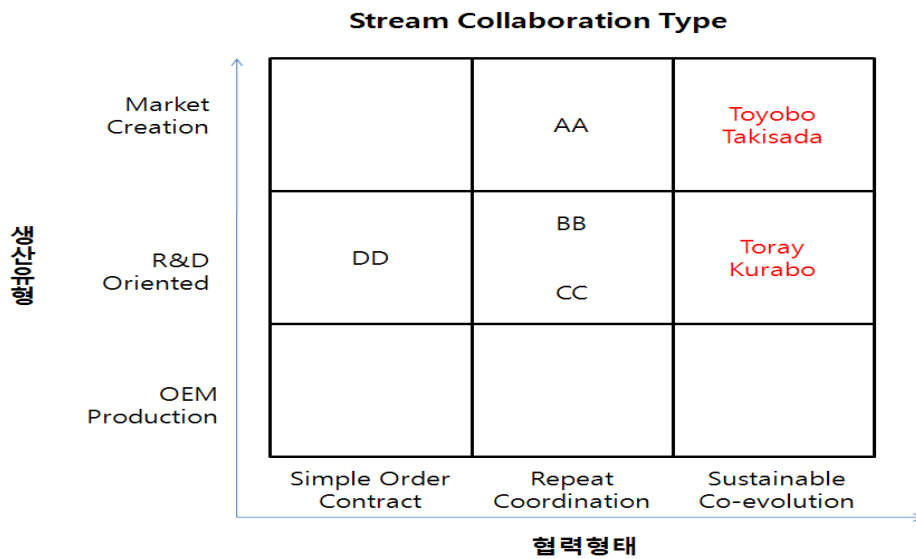 Stream Collaboration Type
Market
Creation
AA
Toyobo
Takisada
생산유형
R&D
Oriented
DD
BB
CC
Toray
Kurabo
OEM
Production
Simple Order
Contract
Repeat
Coordination
Sustainable
Co-evolution
협력형태